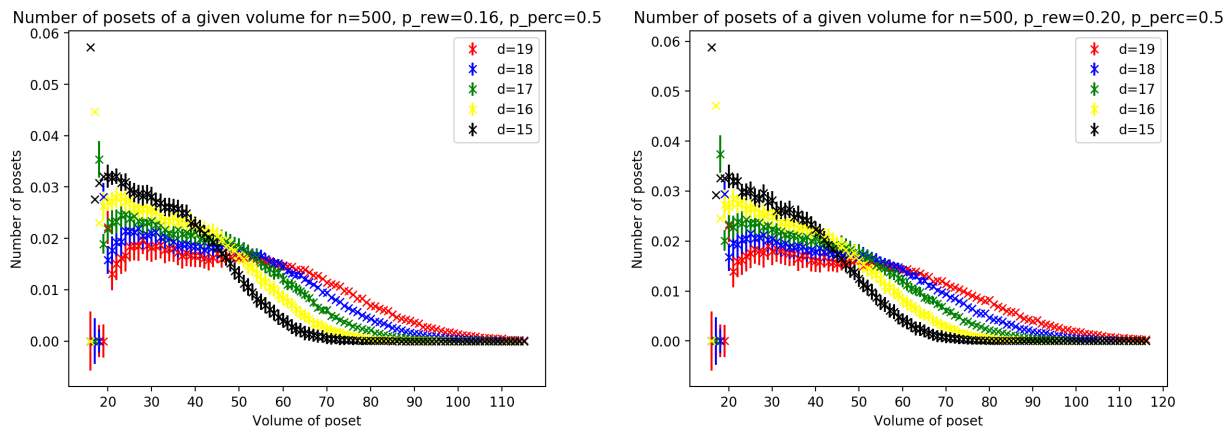 Number of posets of a given volume for n=500, p_rew=0.16, p_perc=0.5
0.06
0.05
0.04
0.03
0.02
0.01
0.00
Number of posets
20 30 40 50 60 70 80 90 100 110
Volume of poset
d=19
d=18
d=17
d=16
d=15
Number of posets of a given volume for n=500, p_rew=0.20, p_perc=0.5
0.06
0.05
0.04
0.03
0.02
0.01
0.00
Number of posets
20 30 40 50 60 70 80 90 100 110 120
Volume of poset
d=19
d=18
d=17
d=16
d=15